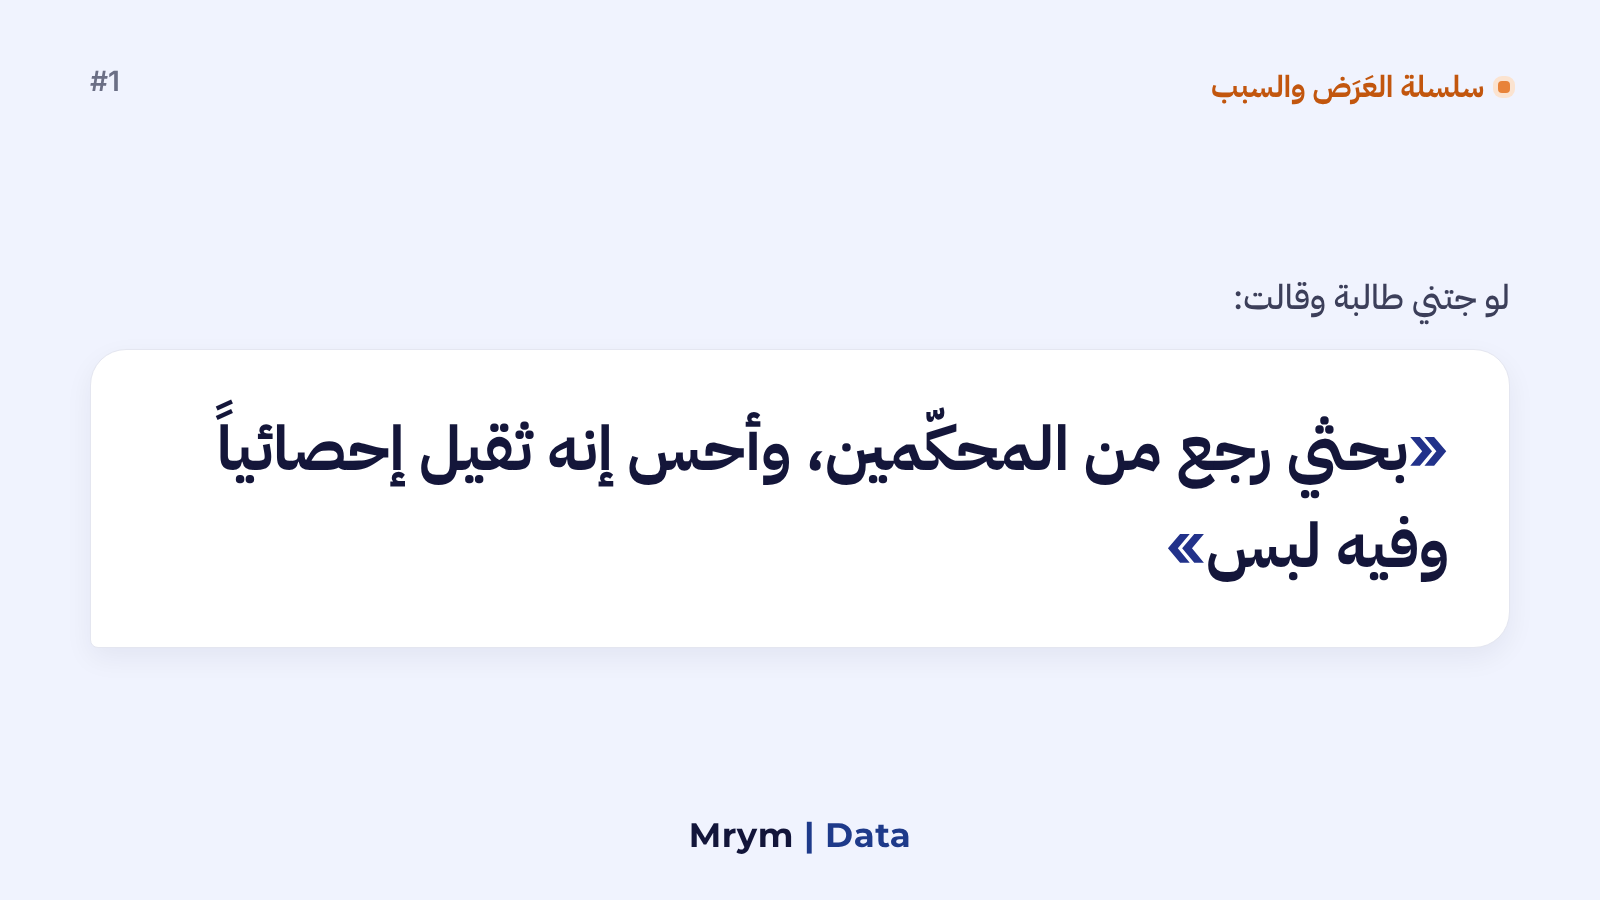 سلسلة العَرَض والسبب
#1
لو جتني طالبة وقالت:
«بحثي رجع من المحكّمين، وأحس إنه ثقيل إحصائياً
وفيه لبس»
Mrym | Data